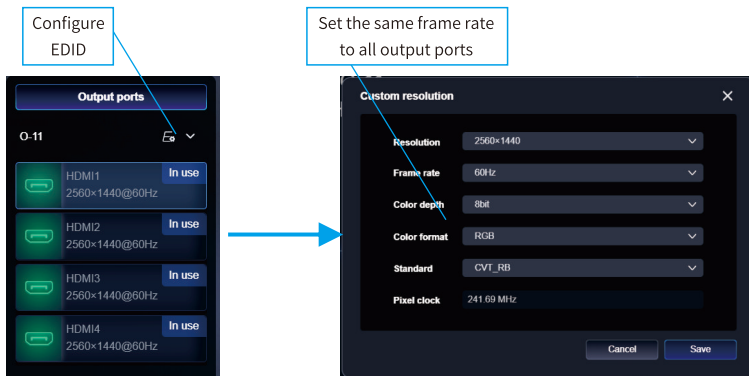 Configure
EDID
Set the same frame rate
to all output ports
Output ports
O-11
HDMI1
In use
2560×1440@60Hz
HDMI2
In use
2560×1440@60Hz
HDMI3
In use
2560×1440@60Hz
HDMI4
In use
2560×1440@60Hz
Custom resolution
Resolution 2560×1440
Frame rate 60Hz
Color depth 8bit
Color format RGB
Standard CVT_RB
Pixel clock 241.69 MHz
Cancel Save